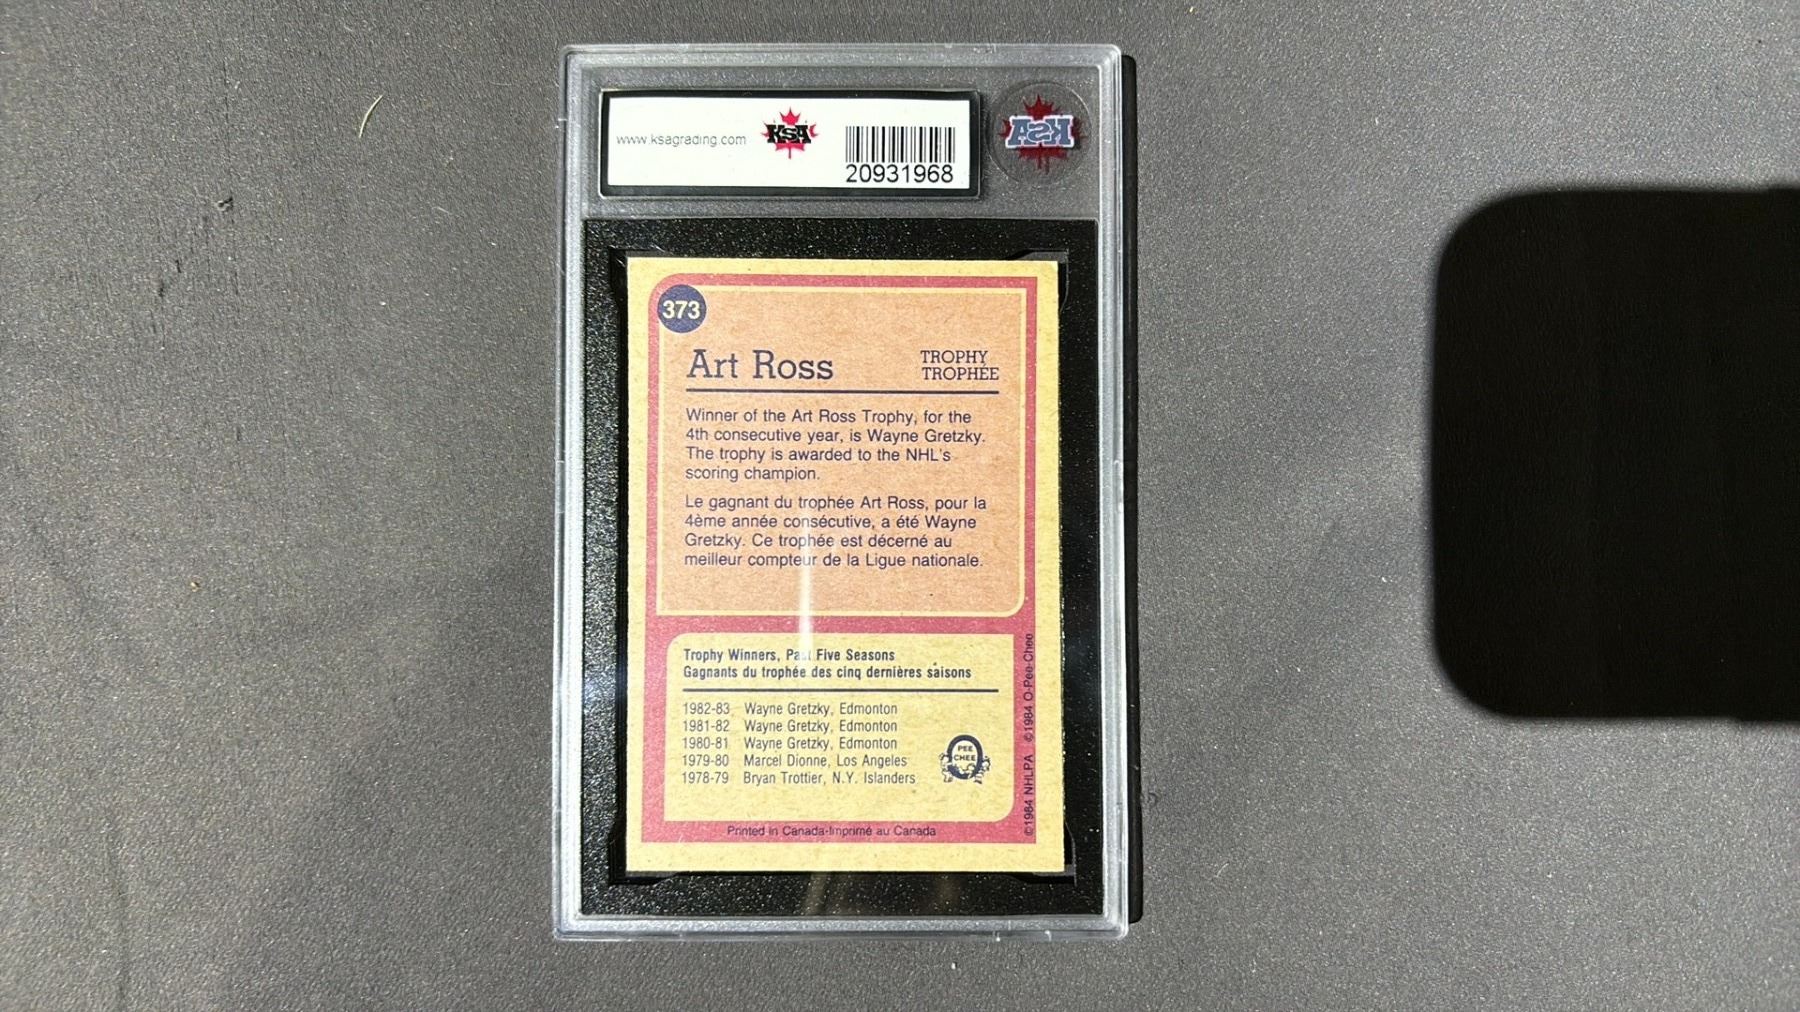 www.ksagrading.com
KSA
20931968
KSA
373
Art Ross
TROPHY
TROPHÉE
Winner of the Art Ross Trophy, for the
4th consecutive year, is Wayne Gretzky.
The trophy is awarded to the NHL's
scoring champion.
Le gagnant du trophée Art Ross, pour la
4ème année consécutive, a été Wayne
Gretzky. Ce trophée est décerné au
meilleur compteur de la Ligue nationale.
Trophy Winners, Past Five Seasons
Gagnants du trophée des cinq dernières saisons
1982-83 Wayne Gretzky, Edmonton
1981-82 Wayne Gretzky, Edmonton
1980-81 Wayne Gretzky, Edmonton
1979-80 Marcel Dionne, Los Angeles
1978-79 Bryan Trottier, N.Y. Islanders
PEE
CHEE
©1984 NHLPA ©1984 O-Pee-Chee
Printed in Canada-Imprimé au Canada